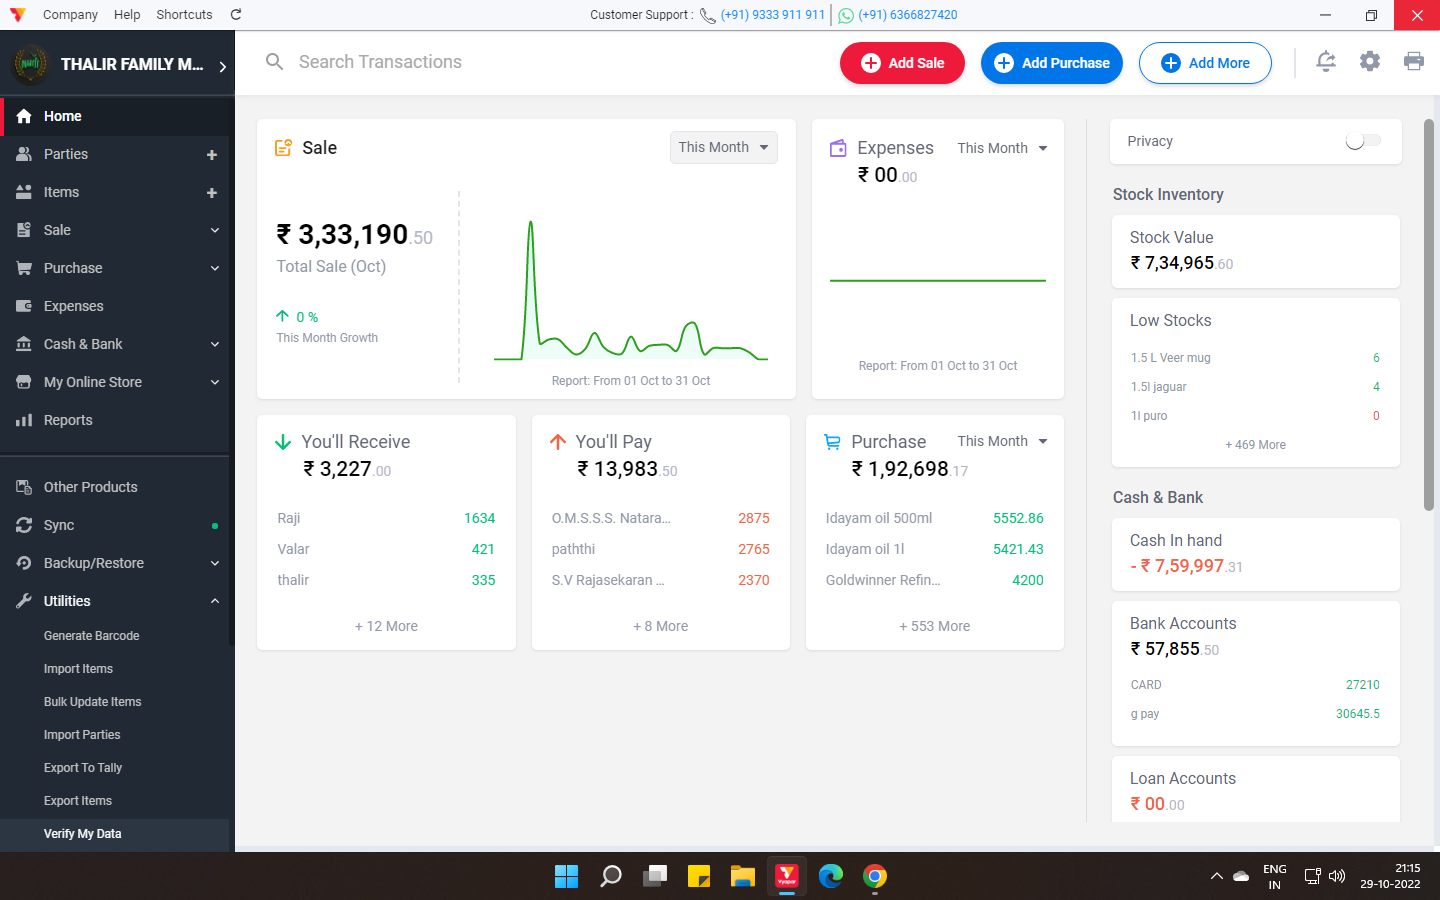 Company Help Shortcuts
Customer Support : (+91) 9333 911 911 (+91) 6366827420
THALIR FAMILY M...
Search Transactions
Add Sale
Add Purchase
Add More
Home
Parties
Items
Sale
Purchase
Expenses
Cash & Bank
My Online Store
Reports
Other Products
Sync
Backup/Restore
Utilities
Generate Barcode
Import Items
Bulk Update Items
Import Parties
Export To Tally
Export Items
Verify My Data
Sale
This Month
₹ 3,33,190.50
Total Sale (Oct)
0 %
This Month Growth
Report: From 01 Oct to 31 Oct
Expenses
This Month
₹ 00.00
Report: From 01 Oct to 31 Oct
You'll Receive
₹ 3,227.00
Raji 1634
Valar 421
thalir 335
+ 12 More
You'll Pay
₹ 13,983.50
O.M.S.S.S. Natara... 2875
paththi 2765
S.V Rajasekaran ... 2370
+ 8 More
Purchase
This Month
₹ 1,92,698.17
Idayam oil 500ml 5552.86
Idayam oil 1l 5421.43
Goldwinner Refin... 4200
+ 553 More
Privacy
Stock Inventory
Stock Value
₹ 7,34,965.60
Low Stocks
1.5 L Veer mug 6
1.5l jaguar 4
1l puro 0
+ 469 More
Cash & Bank
Cash In hand
- ₹ 7,59,997.31
Bank Accounts
₹ 57,855.50
CARD 27210
g pay 30645.5
Loan Accounts
₹ 00.00
Vyapar
ENG
IN
21:15
29-10-2022